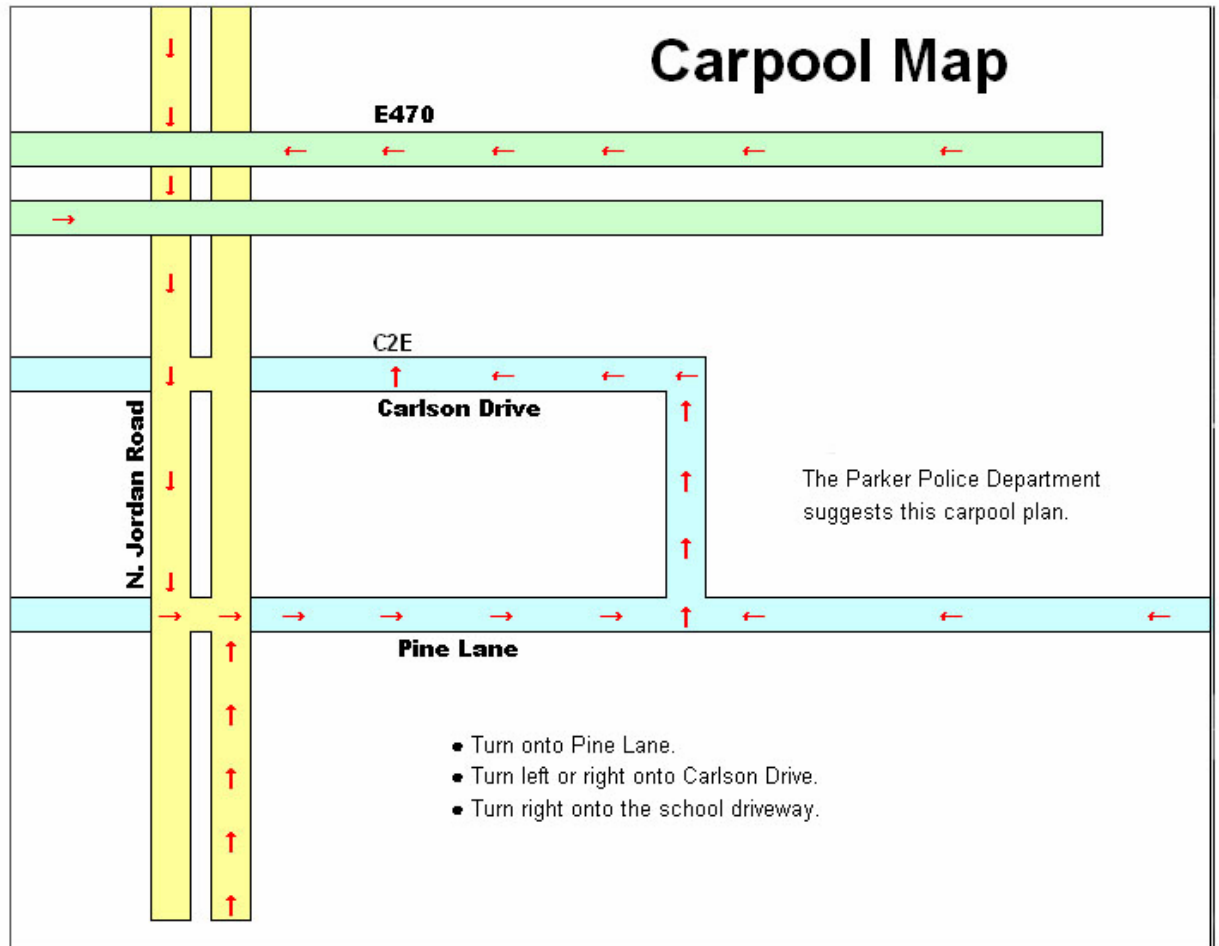 Carpool Map
E470
C2E
Carlson Drive
N. Jordan Road
The Parker Police Department
suggests this carpool plan.
Pine Lane
• Turn onto Pine Lane.
• Turn left or right onto Carlson Drive.
• Turn right onto the school driveway.